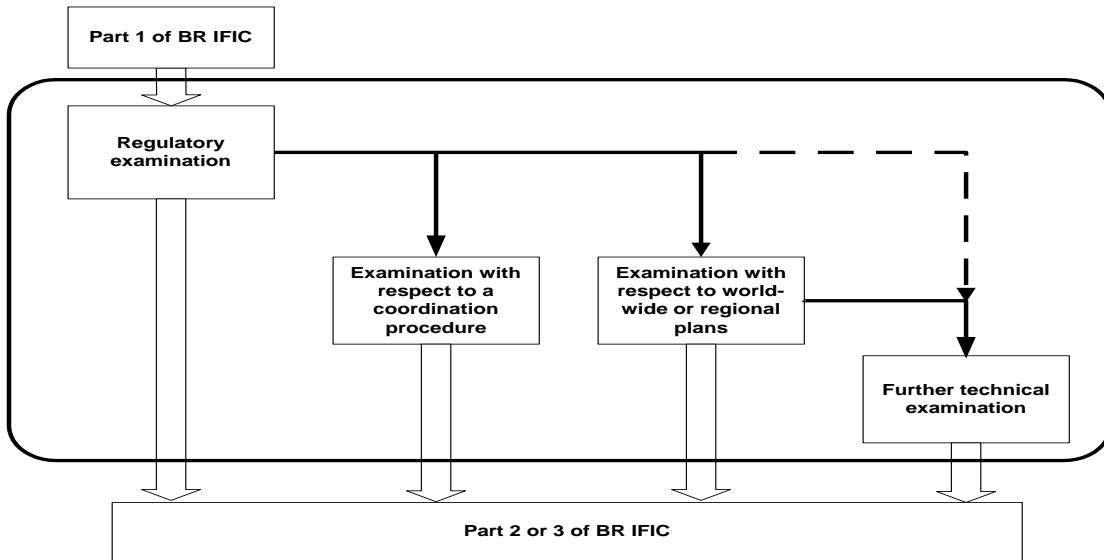 Part 1 of BR IFIC
Regulatory
examination
Examination with
respect to a
coordination
procedure
Examination with
respect to world-
wide or regional
plans
Further technical
examination
Part 2 or 3 of BR IFIC